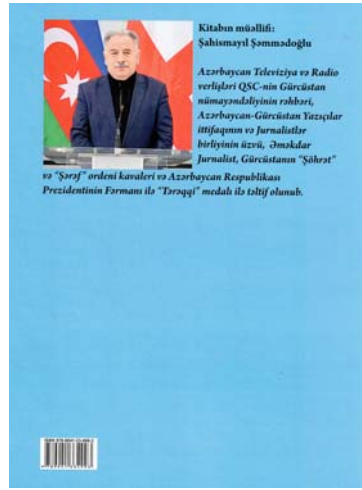 Kitabın müəllifi:
Şahismayıl Şəmmədoğlu
Azərbaycan Televiziya və Radio
verlişləri QSC-nin Gürcüstan
nümayəndəliyinin rəhbəri,
Azərbaycan-Gürcüstan Yazıçılar
ittifaqının və Jurnalistlər
birliyinin üzvü, Əməkdar
Jurnalist, Gürcüstanın “Şöhrət”
və “Şərəf” ordeni kavaleri və Azərbaycan Respublikası
Prezidentinin Fərmanı ilə “Tərəqqi” medalı ilə təltif olunub.
ISBN